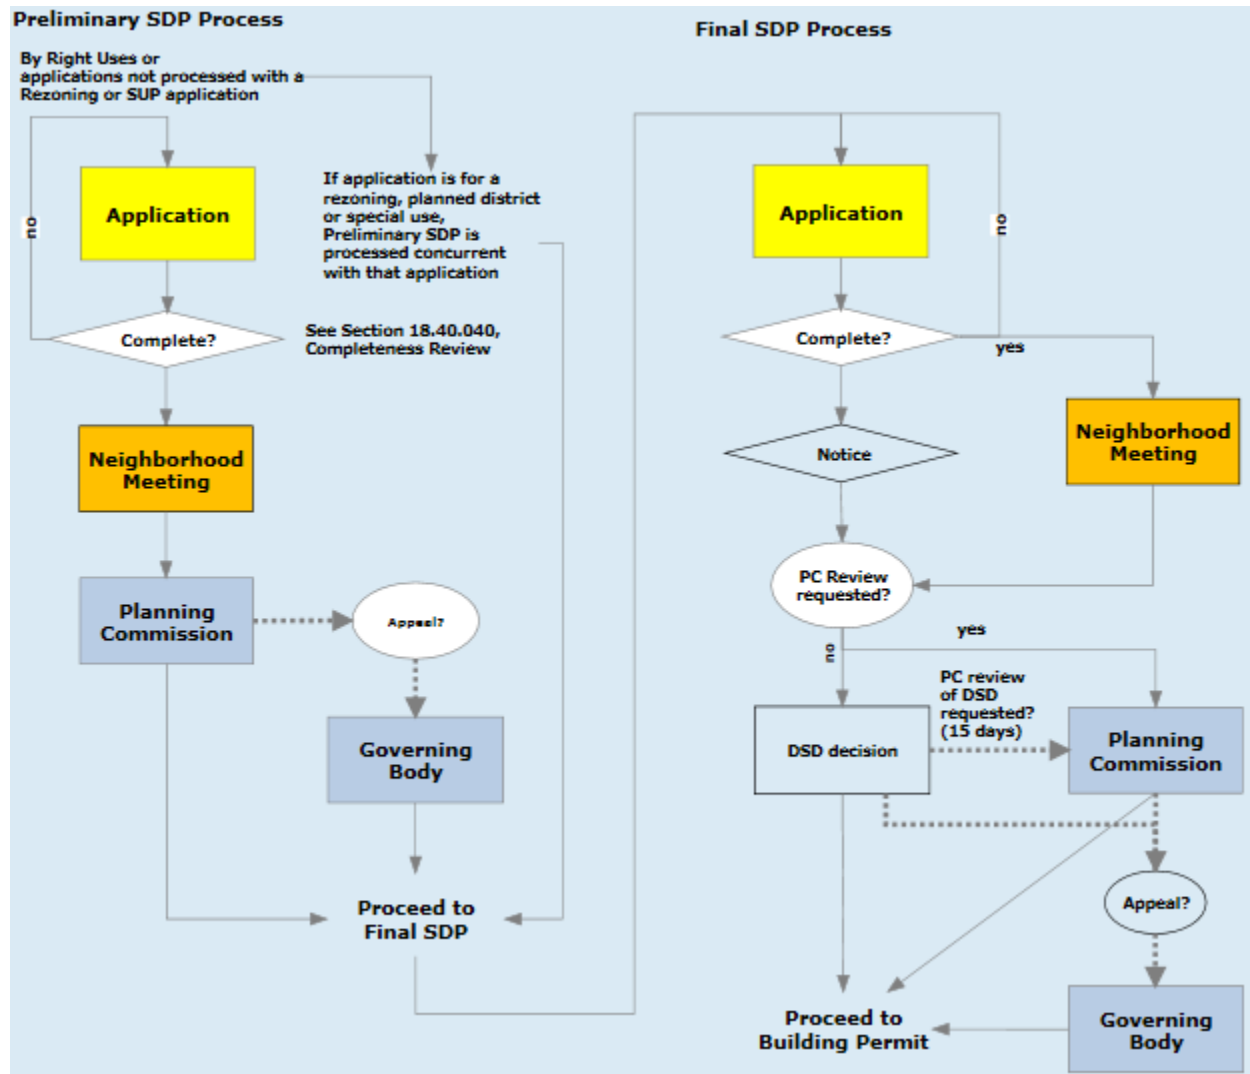 Preliminary SDP Process
By Right Uses or
applications not processed with a
Rezoning or SUP application
Application
no
Complete?
If application is for a
rezoning, planned district
or special use,
Preliminary SDP is
processed concurrent
with that application
See Section 18.40.040,
Completeness Review
Neighborhood
Meeting
Planning
Commission
Appeal?
Governing
Body
Proceed to
Final SDP
Final SDP Process
Application
no
Complete?
yes
Neighborhood
Meeting
Notice
PC Review
requested?
yes
no
PC review
of DSD
requested?
(15 days)
DSD decision
Planning
Commission
Appeal?
Governing
Body
Proceed to
Building Permit